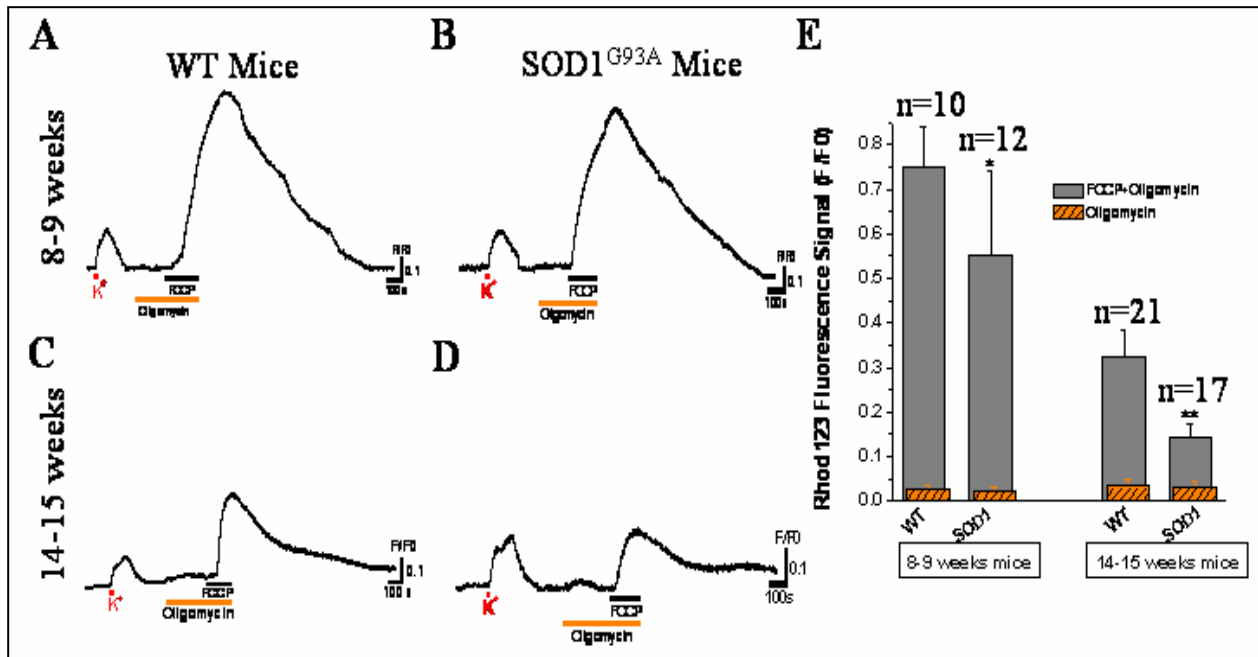 A
B
E
WT Mice
SOD1G93A Mice
8-9 weeks
F/F0
0.1
100s
K+
FCCP
Oligomycin
F/F0
0.1
100s
K+
FCCP
Oligomycin
C
D
14-15 weeks
F/F0
0.1
100 s
K+
FCCP
Oligomycin
F/F0
0.1
100s
K+
FCCP
Oligomycin
Rhod 123 Fluorescence Signal (F/F0)
0.8
0.7
0.6
0.5
0.4
0.3
0.2
0.1
0.0
n=10
n=12
*
n=21
n=17
**
FCCP+Oligomycin
Oligomycin
WT
SOD1
WT
SOD1
8-9 weeks mice
14-15 weeks mice